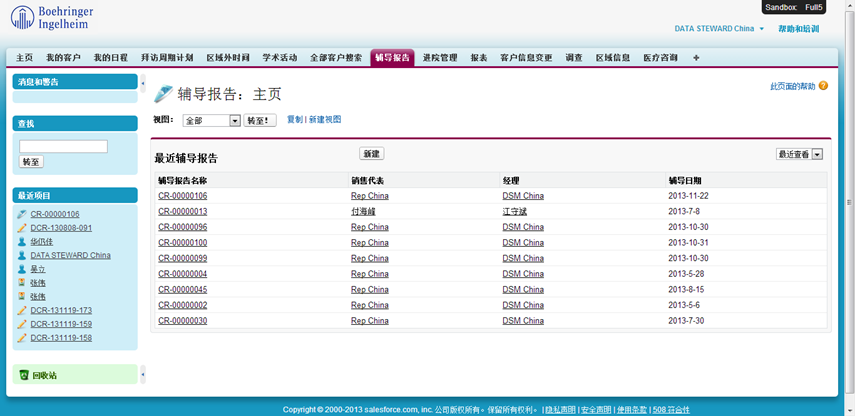 Boehringer
Ingelheim
Sandbox: Full5
DATA STEWARD China 帮助和培训
主页 我的客户 我的日程 拜访周期计划 区域外时间 学术活动 全部客户搜索 辅导报告 进院管理 报表 客户信息变更 调查 区域信息 医疗咨询 +
消息和警告
查找
转至
最近项目
CR-00000106
DCR-130808-091
DATA STEWARD China
吴立
张伟
张伟
DCR-131119-173
DCR-131119-159
DCR-131119-158
回收站
辅导报告：主页
此页面的帮助 ?
视图： 全部 转至! 复制 | 新建视图
最近辅导报告 新建 最近查看
辅导报告名称 销售代表 经理 辅导日期
CR-00000106 Rep China DSM China 2013-11-22
CR-00000013 付海峰 江守斌 2013-7-8
CR-00000096 Rep China DSM China 2013-10-30
CR-00000100 Rep China DSM China 2013-10-31
CR-00000099 Rep China DSM China 2013-10-30
CR-00000004 Rep China DSM China 2013-5-28
CR-00000045 Rep China DSM China 2013-8-15
CR-00000002 Rep China DSM China 2013-5-6
CR-00000030 Rep China DSM China 2013-7-30
Copyright © 2000-2013 salesforce.com, inc. 公司版权所有。保留所有权利。 | 隐私声明 | 安全声明 | 使用条款 | 508 符合性